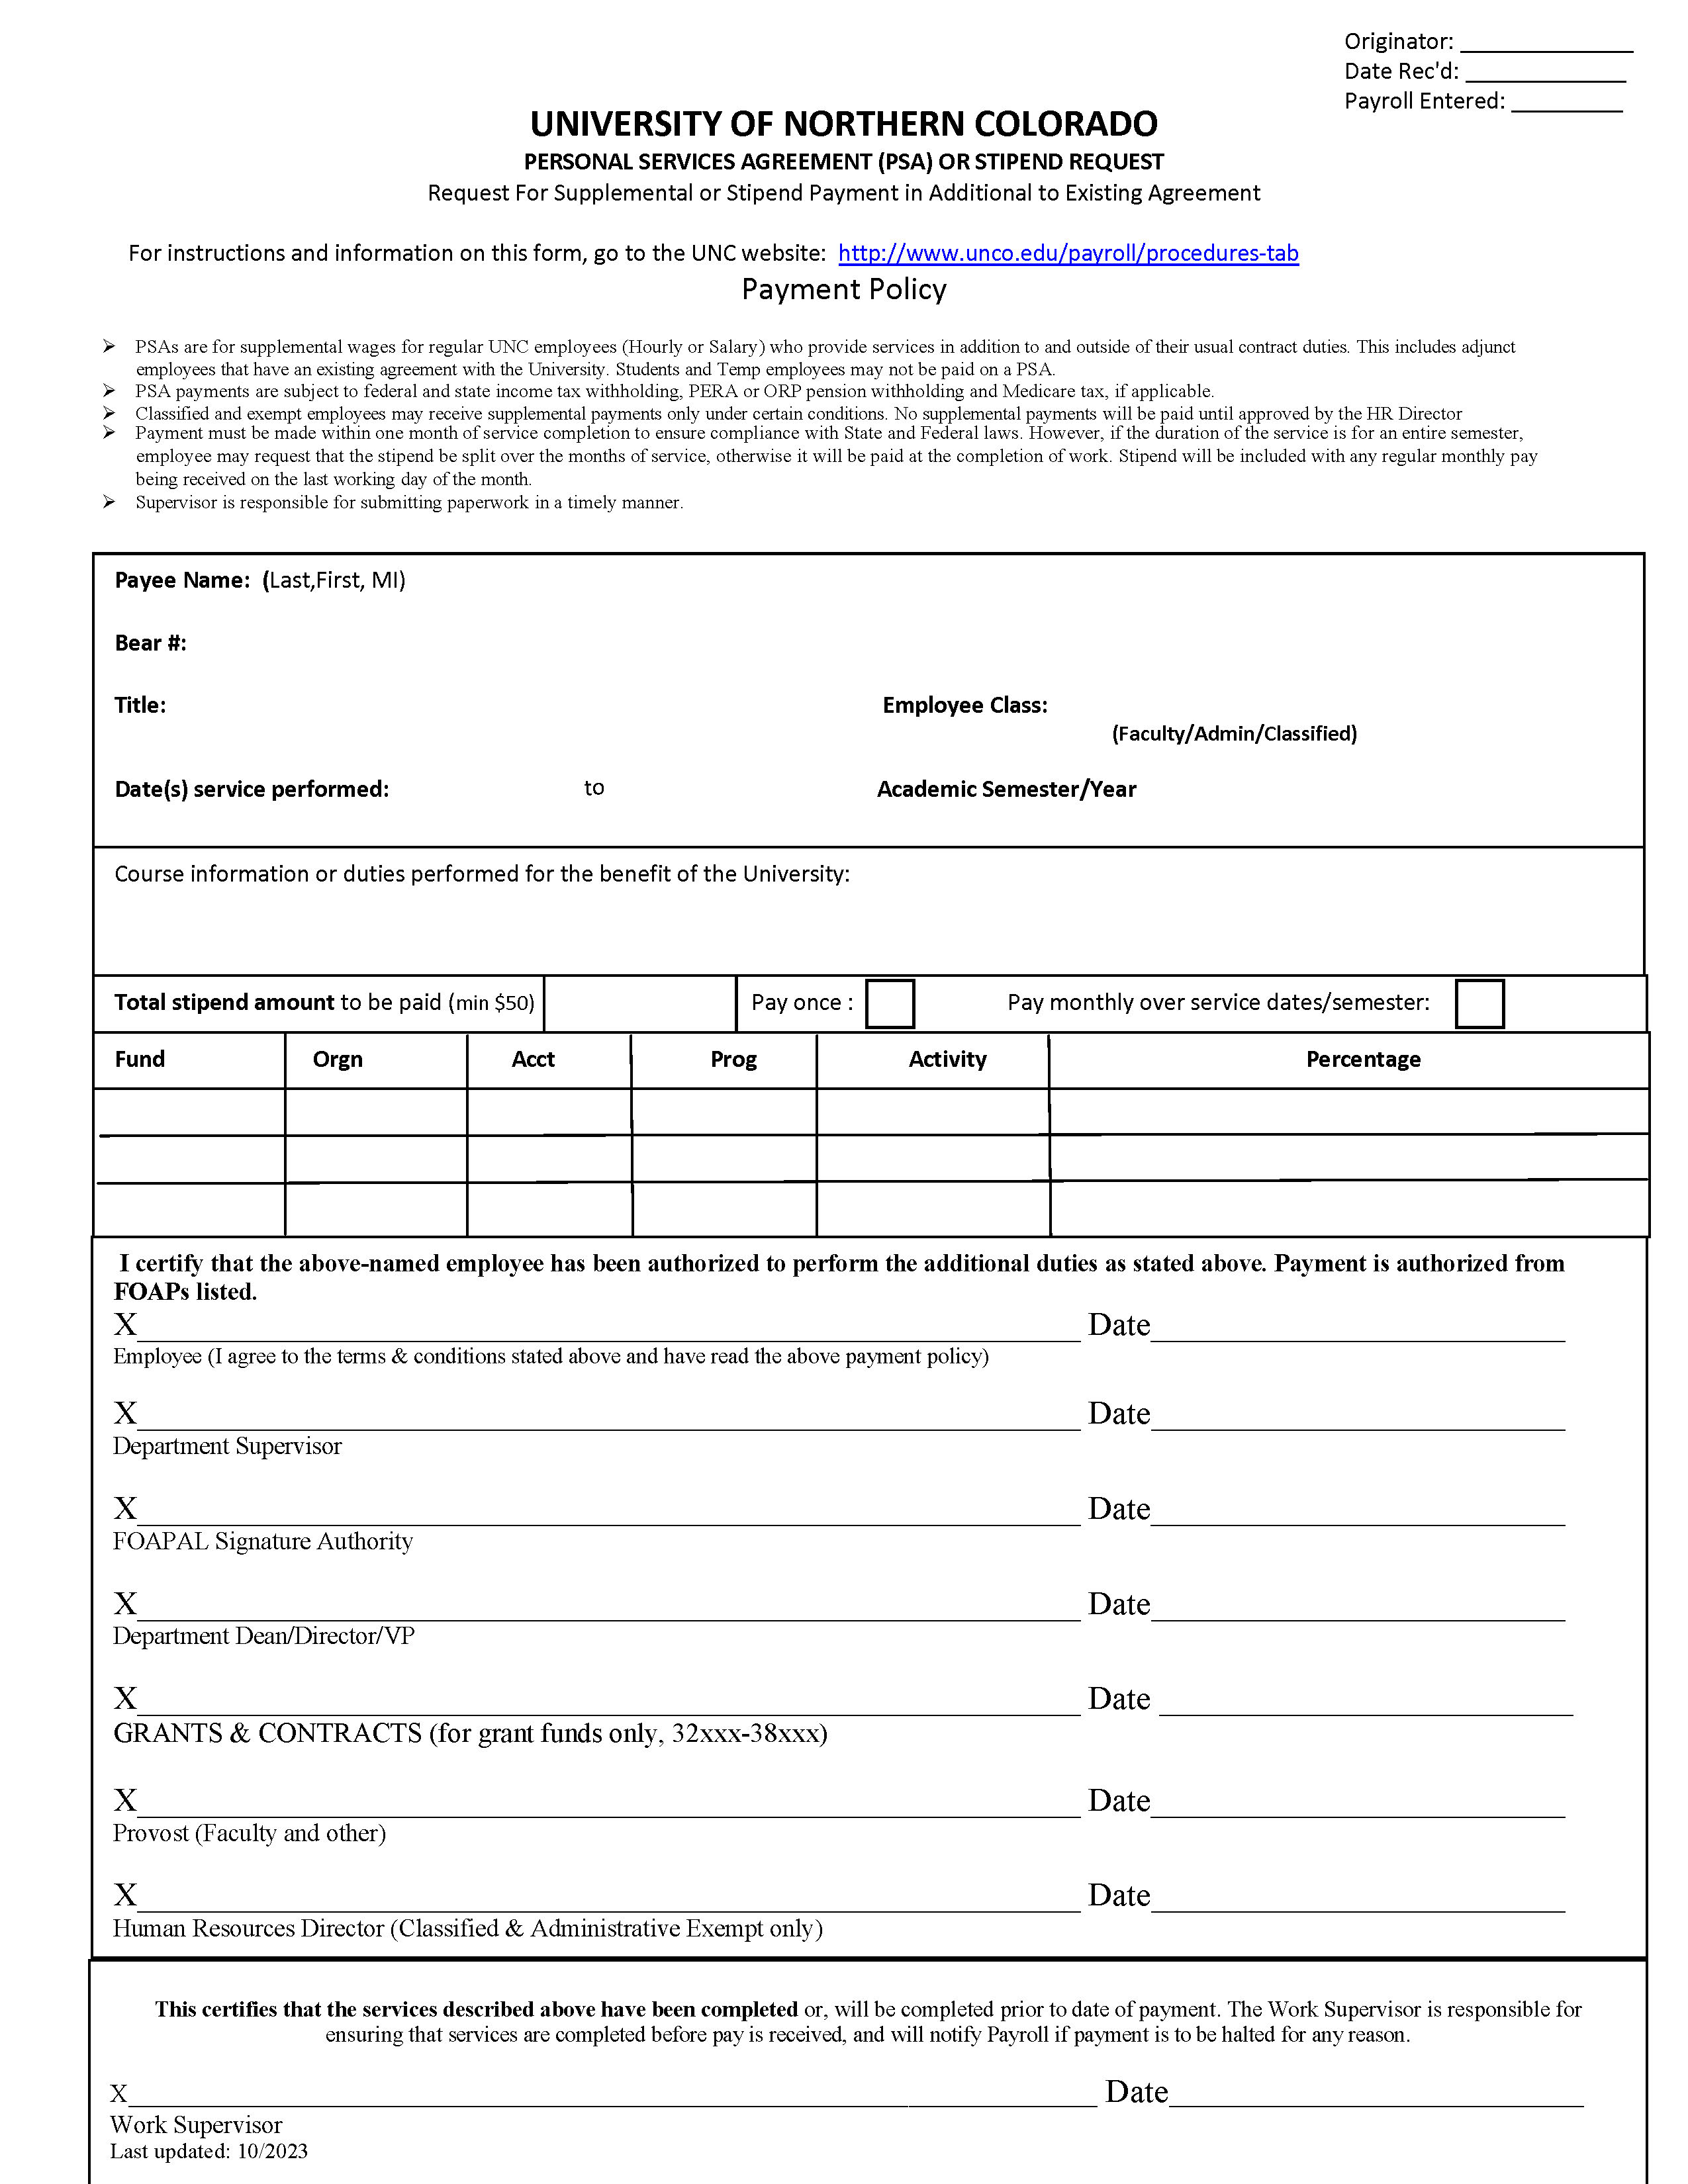 Originator: ______________
Date Rec'd: _____________
Payroll Entered: _________
UNIVERSITY OF NORTHERN COLORADO
PERSONAL SERVICES AGREEMENT (PSA) OR STIPEND REQUEST
Request For Supplemental or Stipend Payment in Additional to Existing Agreement
For instructions and information on this form, go to the UNC website: http://www.unco.edu/payroll/procedures-tab
Payment Policy
➢ PSAs are for supplemental wages for regular UNC employees (Hourly or Salary) who provide services in addition to and outside of their usual contract duties. This includes adjunct
employees that have an existing agreement with the University. Students and Temp employees may not be paid on a PSA.
➢ PSA payments are subject to federal and state income tax withholding, PERA or ORP pension withholding and Medicare tax, if applicable.
➢ Classified and exempt employees may receive supplemental payments only under certain conditions. No supplemental payments will be paid until approved by the HR Director
➢ Payment must be made within one month of service completion to ensure compliance with State and Federal laws. However, if the duration of the service is for an entire semester,
employee may request that the stipend be split over the months of service, otherwise it will be paid at the completion of work. Stipend will be included with any regular monthly pay
being received on the last working day of the month.
➢ Supervisor is responsible for submitting paperwork in a timely manner.
Payee Name: (Last,First, MI)
Bear #:
Title: Employee Class:
(Faculty/Admin/Classified)
Date(s) service performed: to Academic Semester/Year
Course information or duties performed for the benefit of the University:
Total stipend amount to be paid (min $50) Pay once : Pay monthly over service dates/semester:
Fund Orgn Acct Prog Activity Percentage
I certify that the above-named employee has been authorized to perform the additional duties as stated above. Payment is authorized from
FOAPs listed.
X____________________ Date____________________
Employee (I agree to the terms & conditions stated above and have read the above payment policy)
X____________________ Date____________________
Department Supervisor
X____________________ Date____________________
FOAPAL Signature Authority
X____________________ Date____________________
Department Dean/Director/VP
X____________________ Date ____________________
GRANTS & CONTRACTS (for grant funds only, 32xxx-38xxx)
X____________________ Date____________________
Provost (Faculty and other)
X____________________ Date____________________
Human Resources Director (Classified & Administrative Exempt only)
This certifies that the services described above have been completed or, will be completed prior to date of payment. The Work Supervisor is responsible for
ensuring that services are completed before pay is received, and will notify Payroll if payment is to be halted for any reason.
X____________________ Date____________________
Work Supervisor
Last updated: 10/2023